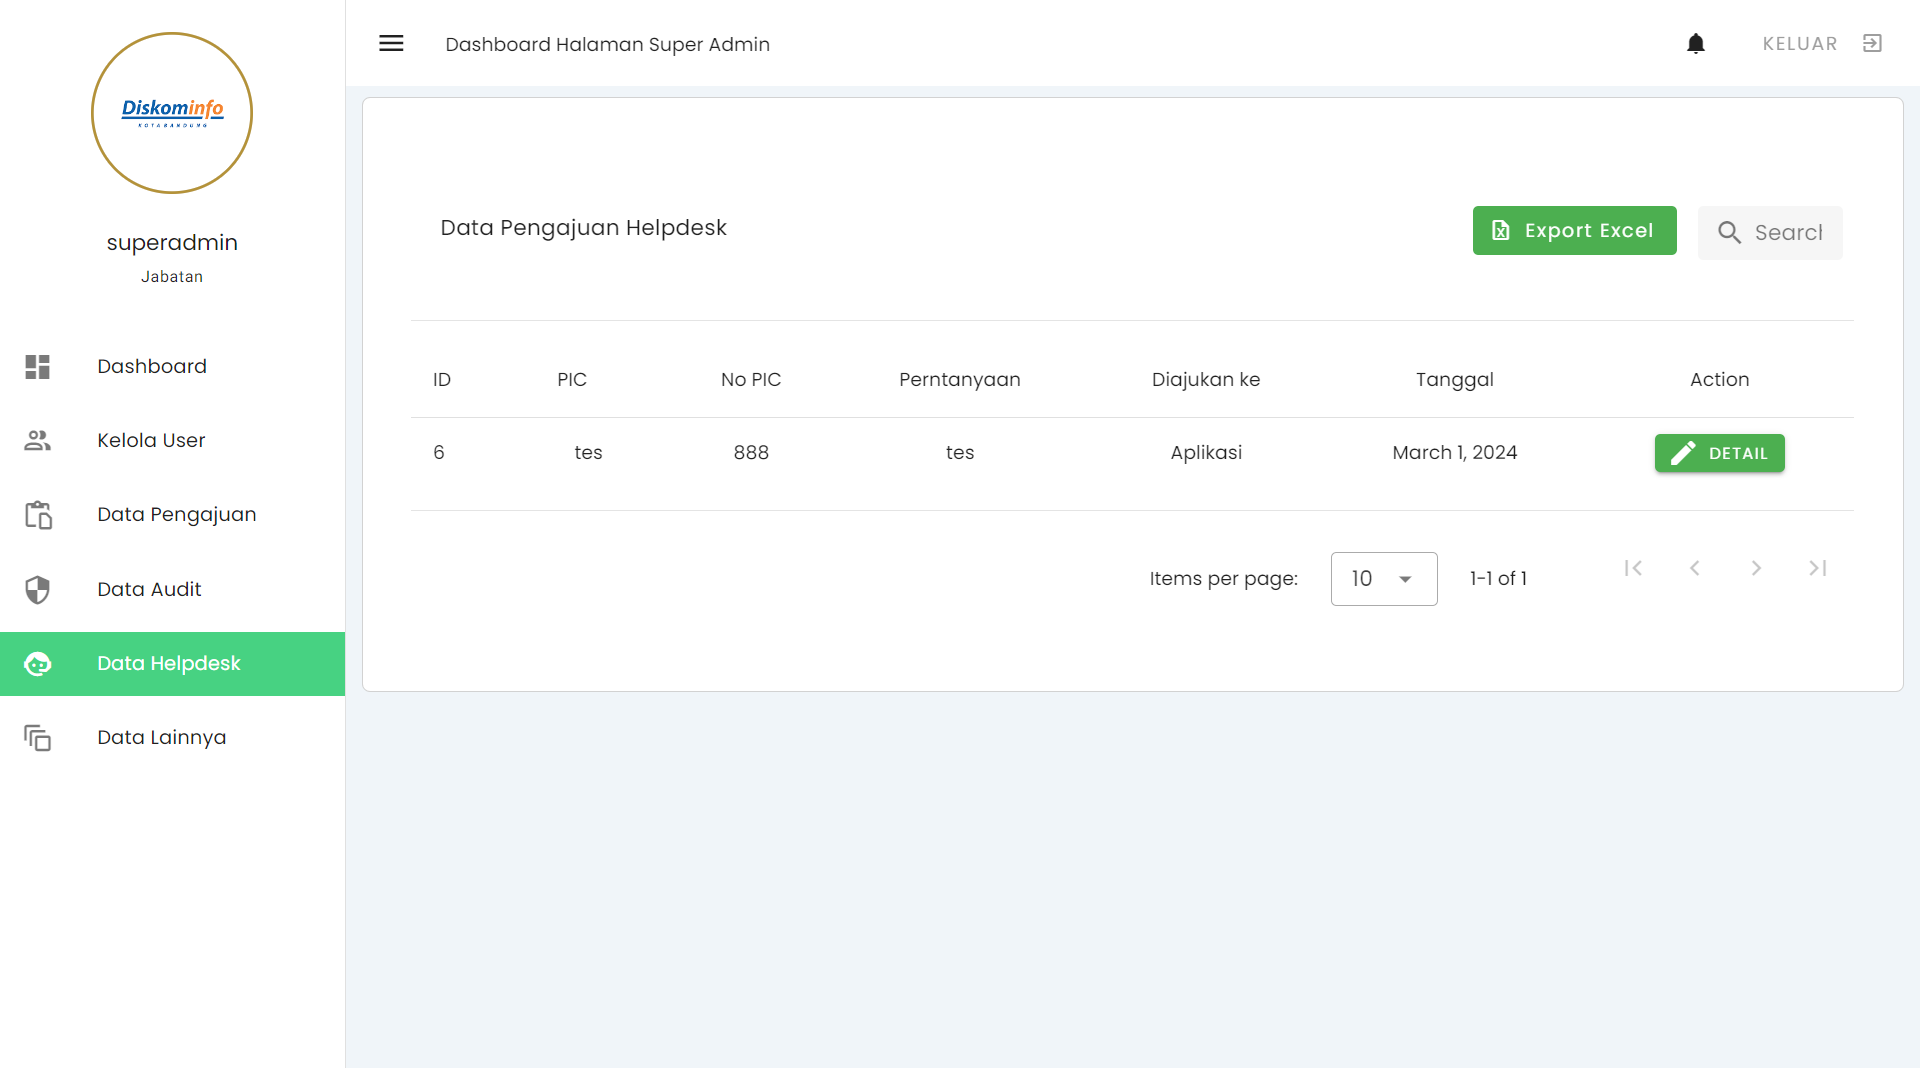 Diskominfo
KOTA BANDUNG
superadmin
Jabatan
Dashboard
Kelola User
Data Pengajuan
Data Audit
Data Helpdesk
Data Lainnya
Dashboard Halaman Super Admin
KELUAR
Data Pengajuan Helpdesk
Export Excel
Search
ID PIC No PIC Perntanyaan Diajukan ke Tanggal Action
6 tes 888 tes Aplikasi March 1, 2024 DETAIL
Items per page: 10 1-1 of 1